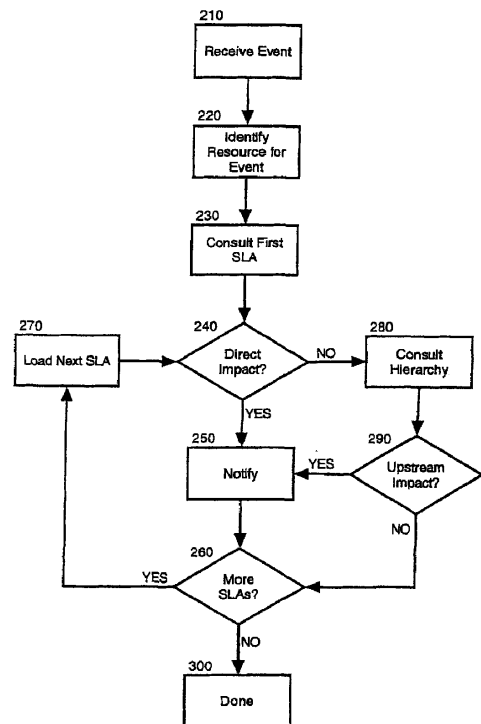 210
Receive Event
220
Identify
Resource for
Event
230
Consult First
SLA
270
Load Next SLA
240
Direct
Impact?
NO
280
Consult
Hierarchy
YES
250
Notify
YES
290
Upstream
Impact?
NO
260
More
SLAs?
YES
NO
300
Done